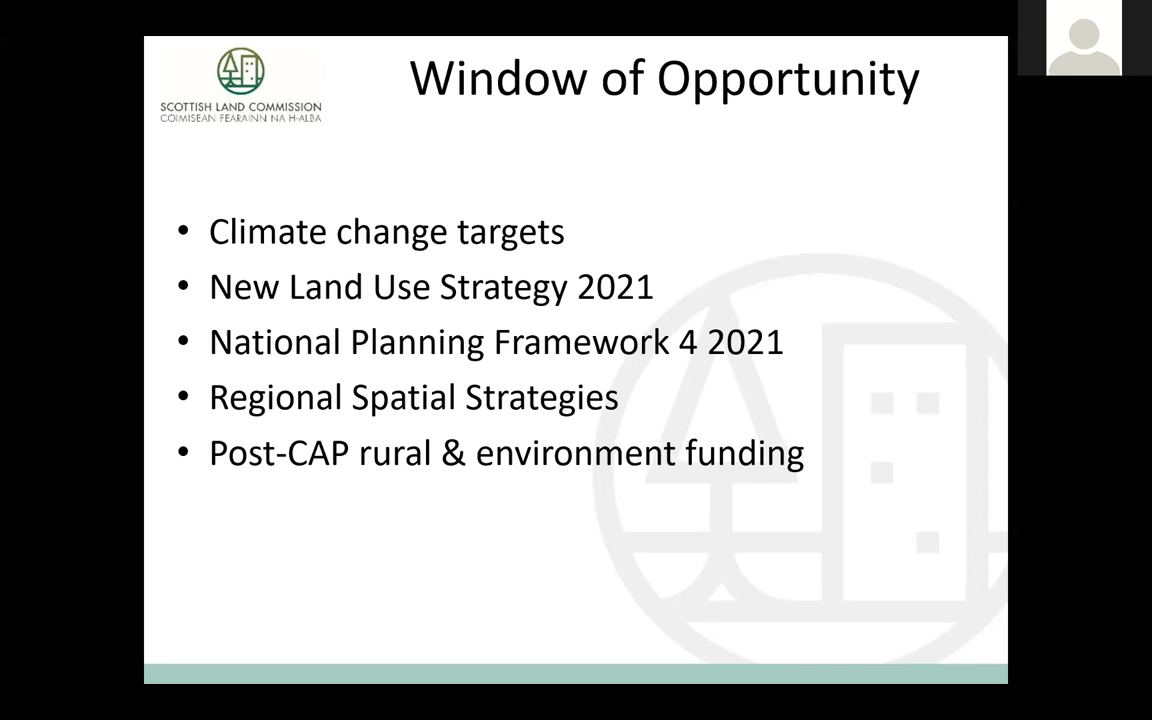 SCOTTISH LAND COMMISSION
COIMISEAN FEARAINN NA H-ALBA
Window of Opportunity
• Climate change targets
• New Land Use Strategy 2021
• National Planning Framework 4 2021
• Regional Spatial Strategies
• Post-CAP rural & environment funding